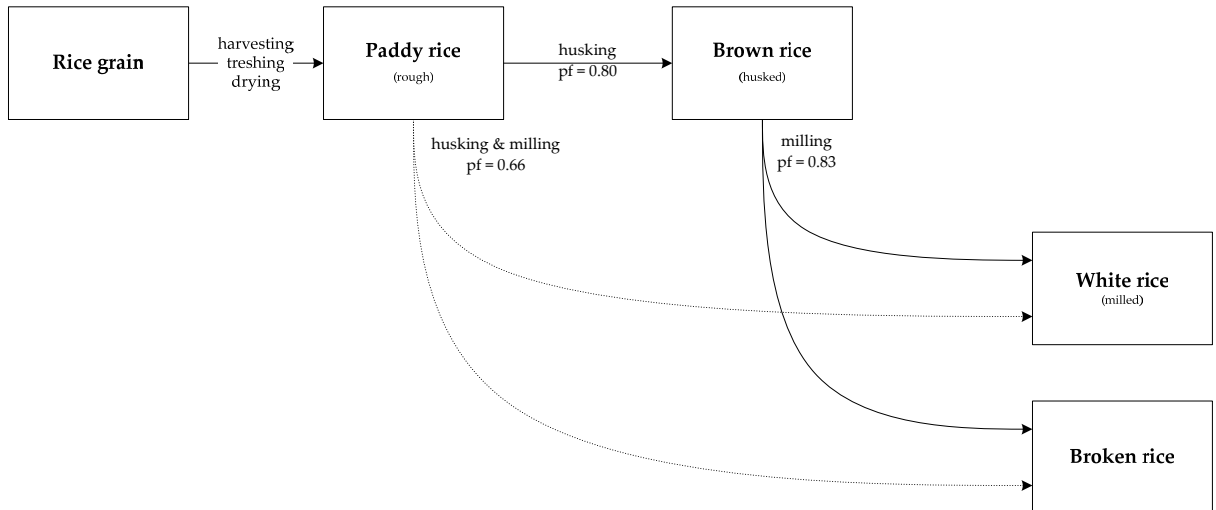 Rice grain
harvesting
treshing
drying
Paddy rice
(rough)
husking
pf = 0.80
Brown rice
(husked)
husking & milling
pf = 0.66
milling
pf = 0.83
White rice
(milled)
Broken rice